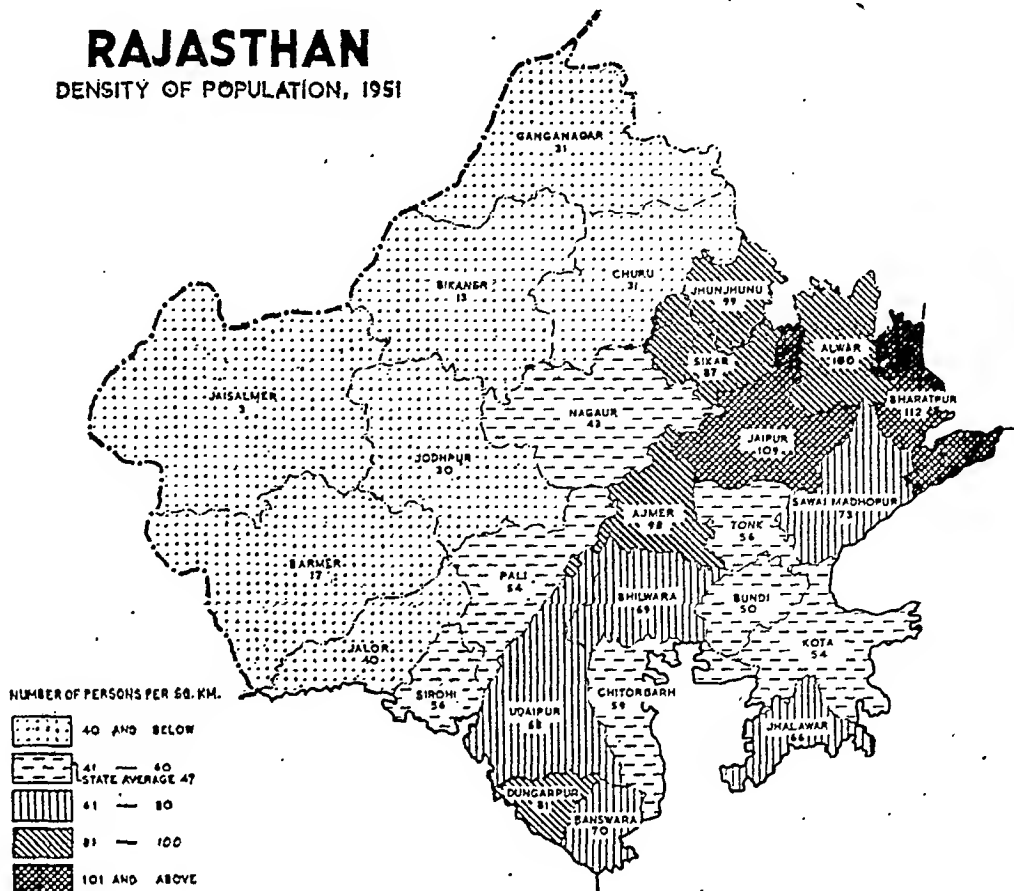 RAJASTHAN
DENSITY OF POPULATION, 1951
GANGANAGAR
31
BIKANER
13
CHURU
31
JHUNJHUNU
99
SIKAR
87
ALWAR
100
BHARATPUR
112
JAISALMER
3
NAGAUR
43
JODHPUR
30
JAIPUR
109
SAWAI MADHOPUR
73
AJMER
98
TONK
56
BARMER
17
PALI
54
BHILWARA
69
BUNDI
50
KOTA
54
JALOR
40
SIROHI
56
UDAIPUR
68
CHITORGARH
59
JHALAWAR
66
DUNGARPUR
81
BANSWARA
70
NUMBER OF PERSONS PER SQ. KM.
40 AND BELOW
41 — 60
STATE AVERAGE 47
61 — 80
81 — 100
101 AND ABOVE